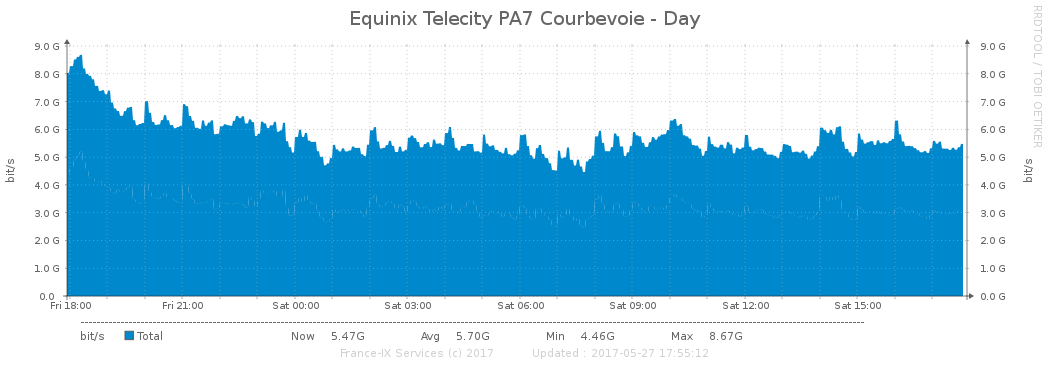 Equinix Telecity PA7 Courbevoie - Day
RRDTOOL / TOBI OETIKER
9.0 G 9.0 G
8.0 G 8.0 G
7.0 G 7.0 G
6.0 G 6.0 G
5.0 G 5.0 G
4.0 G 4.0 G
3.0 G 3.0 G
2.0 G 2.0 G
1.0 G 1.0 G
0.0 0.0 G
bit/s
bit/s
Fri 18:00 Fri 21:00 Sat 00:00 Sat 03:00 Sat 06:00 Sat 09:00 Sat 12:00 Sat 15:00
bit/s Total Now 5.47G Avg 5.70G Min 4.46G Max 8.67G
France-IX Services (c) 2017 Updated : 2017-05-27 17:55:12